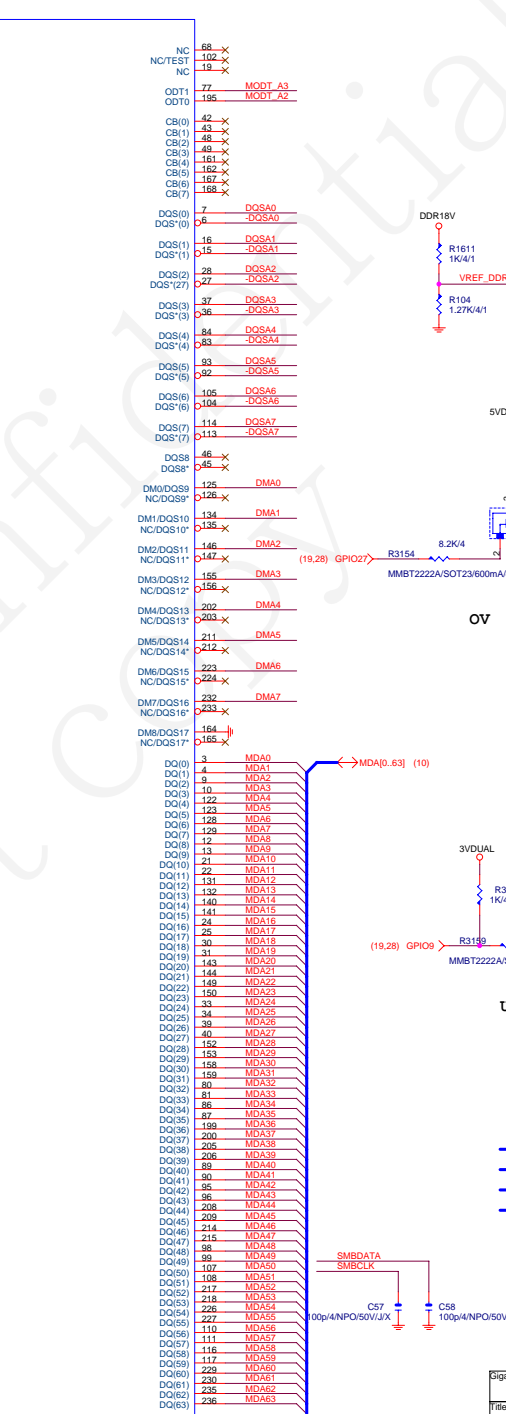 NC 68
NC/TEST 102
NC 19
ODT1 77 MODT_A3
ODT0 195 MODT_A2
CB(0) 42
CB(1) 43
CB(2) 48
CB(3) 49
CB(4) 161
CB(5) 162
CB(6) 167
CB(7) 168
DQS(0) 7 DQSA0
DQS*(0) 6 -DQSA0
DQS(1) 16 DQSA1
DQS*(1) 15 -DQSA1
DQS(2) 28 DQSA2
DQS*(27) 27 -DQSA2
DQS(3) 37 DQSA3
DQS*(3) 36 -DQSA3
DQS(4) 84 DQSA4
DQS*(4) 83 -DQSA4
DQS(5) 93 DQSA5
DQS*(5) 92 -DQSA5
DQS(6) 105 DQSA6
DQS*(6) 104 -DQSA6
DQS(7) 114 DQSA7
DQS*(7) 113 -DQSA7
DQS8 46
DQS8* 45
DM0/DQS9 125 DMA0
NC/DQS9* 126
DM1/DQS10 134 DMA1
NC/DQS10* 135
DM2/DQS11 146 DMA2
NC/DQS11* 147
DM3/DQS12 155 DMA3
NC/DQS12* 156
DM4/DQS13 202 DMA4
NC/DQS13* 203
DM5/DQS14 211 DMA5
NC/DQS14* 212
DM6/DQS15 223 DMA6
NC/DQS15* 224
DM7/DQS16 232 DMA7
NC/DQS16* 233
DM8/DQS17 164
NC/DQS17* 165
DQ(0) 3 MDA0
DQ(1) 4 MDA1
DQ(2) 9 MDA2
DQ(3) 10 MDA3
DQ(4) 122 MDA4
DQ(5) 123 MDA5
DQ(6) 128 MDA6
DQ(7) 129 MDA7
DQ(8) 12 MDA8
DQ(9) 13 MDA9
DQ(10) 21 MDA10
DQ(11) 22 MDA11
DQ(12) 131 MDA12
DQ(13) 132 MDA13
DQ(14) 140 MDA14
DQ(15) 141 MDA15
DQ(16) 24 MDA16
DQ(17) 25 MDA17
DQ(18) 30 MDA18
DQ(19) 31 MDA19
DQ(20) 143 MDA20
DQ(21) 144 MDA21
DQ(22) 149 MDA22
DQ(23) 150 MDA23
DQ(24) 33 MDA24
DQ(25) 34 MDA25
DQ(26) 39 MDA26
DQ(27) 40 MDA27
DQ(28) 152 MDA28
DQ(29) 153 MDA29
DQ(30) 158 MDA30
DQ(31) 159 MDA31
DQ(32) 80 MDA32
DQ(33) 81 MDA33
DQ(34) 86 MDA34
DQ(35) 87 MDA35
DQ(36) 199 MDA36
DQ(37) 200 MDA37
DQ(38) 205 MDA38
DQ(39) 206 MDA39
DQ(40) 89 MDA40
DQ(41) 90 MDA41
DQ(42) 95 MDA42
DQ(43) 96 MDA43
DQ(44) 208 MDA44
DQ(45) 209 MDA45
DQ(46) 214 MDA46
DQ(47) 215 MDA47
DQ(48) 98 MDA48
DQ(49) 99 MDA49
DQ(50) 107 MDA50
DQ(51) 108 MDA51
DQ(52) 217 MDA52
DQ(53) 218 MDA53
DQ(54) 226 MDA54
DQ(55) 227 MDA55
DQ(56) 110 MDA56
DQ(57) 111 MDA57
DQ(58) 116 MDA58
DQ(59) 117 MDA59
DQ(60) 229 MDA60
DQ(61) 230 MDA61
DQ(62) 235 MDA62
DQ(63) 236 MDA63
MDA[0..63] (10)
DDR18V
R1611
1K/4/1
VREF_DDR
R104
1.27K/4/1
5VD
8.2K/4
2
(19,28) GPIO27 R3154
MMBT2222A/SOT23/600mA/
OV
3VDUAL
R3
1K/4
(19,28) GPIO9 R3159
MMBT2222A/S
SMBDATA
SMBCLK
C57
100p/4/NPO/50V/J/X
C58
100p/4/NPO/50V
Giga
Title
Confidential
copy